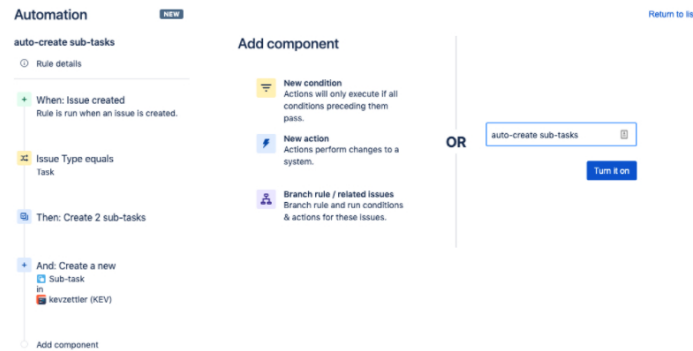 Automation
NEW
Return to lis
auto-create sub-tasks
Rule details
When: Issue created
Rule is run when an issue is created.
Issue Type equals
Task
Then: Create 2 sub-tasks
And: Create a new
Sub-task
in
kevzettler (KEV)
Add component
Add component
New condition
Actions will only execute if all
conditions preceding them
pass.
New action
Actions perform changes to a
system.
Branch rule / related issues
Branch rule and run conditions
& actions for these issues.
OR
auto-create sub-tasks
Turn it on